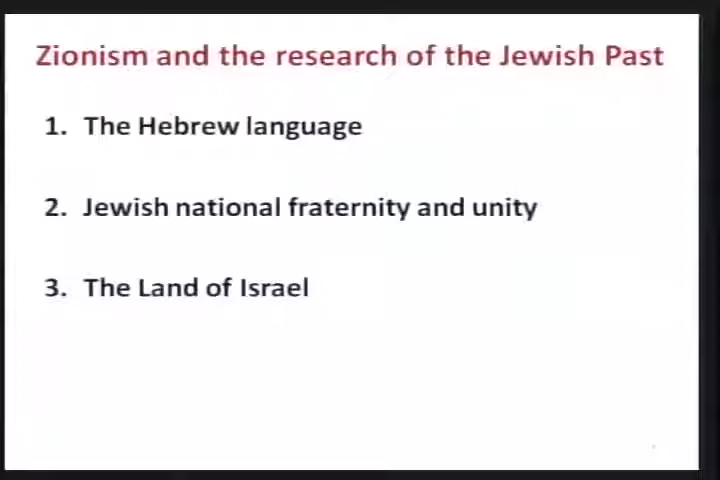 Zionism and the research of the Jewish Past
1. The Hebrew language
2. Jewish national fraternity and unity
3. The Land of Israel